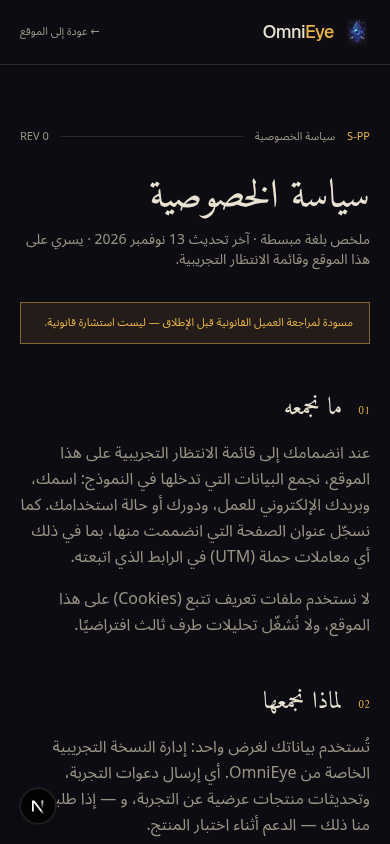 OmniEye
← عودة إلى الموقع
S-PP سياسة الخصوصية REV 0
سياسة الخصوصية
ملخص بلغة مبسطة · آخر تحديث 13 نوفمبر 2026 · يسري على
هذا الموقع وقائمة الانتظار التجريبية.
مسودة لمراجعة العميل القانونية قبل الإطلاق — ليست استشارة قانونية.
01 ما نجمعه
عند انضمامك إلى قائمة الانتظار التجريبية على هذا
الموقع، نجمع البيانات التي تدخلها في النموذج: اسمك،
وبريدك الإلكتروني للعمل، ودورك أو حالة استخدامك. كما
نسجّل عنوان الصفحة التي انضممت منها، بما في ذلك
أي معاملات حملة (UTM) في الرابط الذي اتبعته.
لا نستخدم ملفات تعريف تتبع (Cookies) على هذا
الموقع، ولا نُشغّل تحليلات طرف ثالث افتراضيًا.
02 لماذا نجمعها
تُستخدم بياناتك لغرض واحد: إدارة النسخة التجريبية
الخاصة من OmniEye. أي إرسال دعوات التجربة،
وتحديثات منتجات عرضية عن التجربة، و — إذا
منا ذلك — الدعم أثناء اختبار المنتج.
N